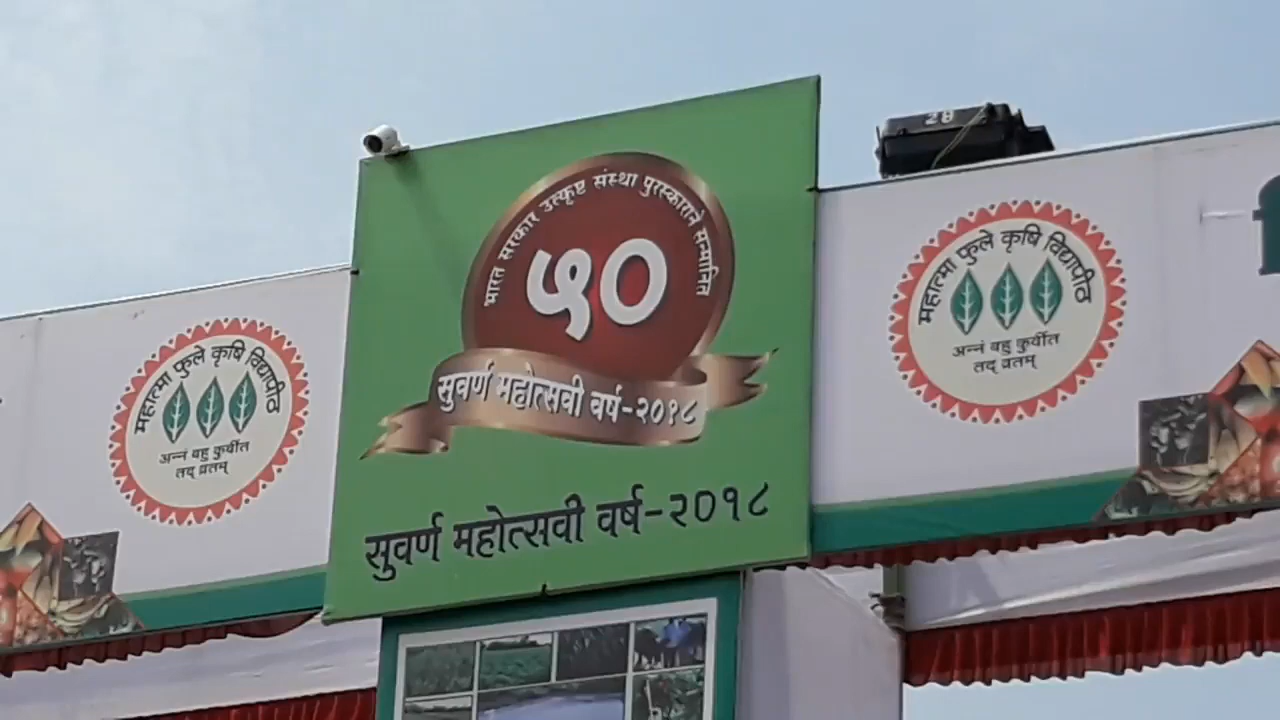 महात्मा फुले कृषि विद्यापीठ
अन्नं बहु कुर्वीत
तद् व्रतम्
भारत सरकार उत्कृष्ट संस्था पुरस्काराने सन्मानित
५०
सुवर्ण महोत्सवी वर्ष-२०१८
सुवर्ण महोत्सवी वर्ष-२०१८
28
महात्मा फुले कृषि विद्यापीठ
अन्नं बहु कुर्वीत
तद् व्रतम्